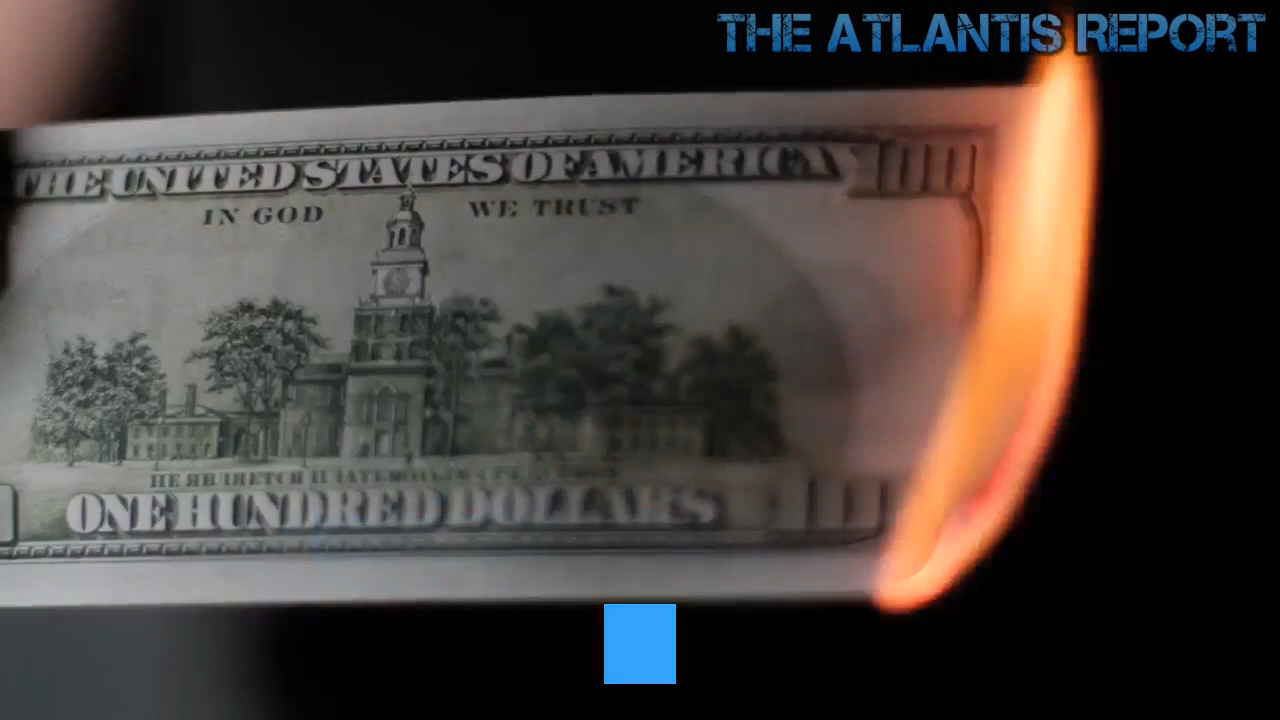 THE ATLANTIS REPORT
THE UNITED STATES OF AMERICA
IN GOD WE TRUST
ONE HUNDRED DOLLARS